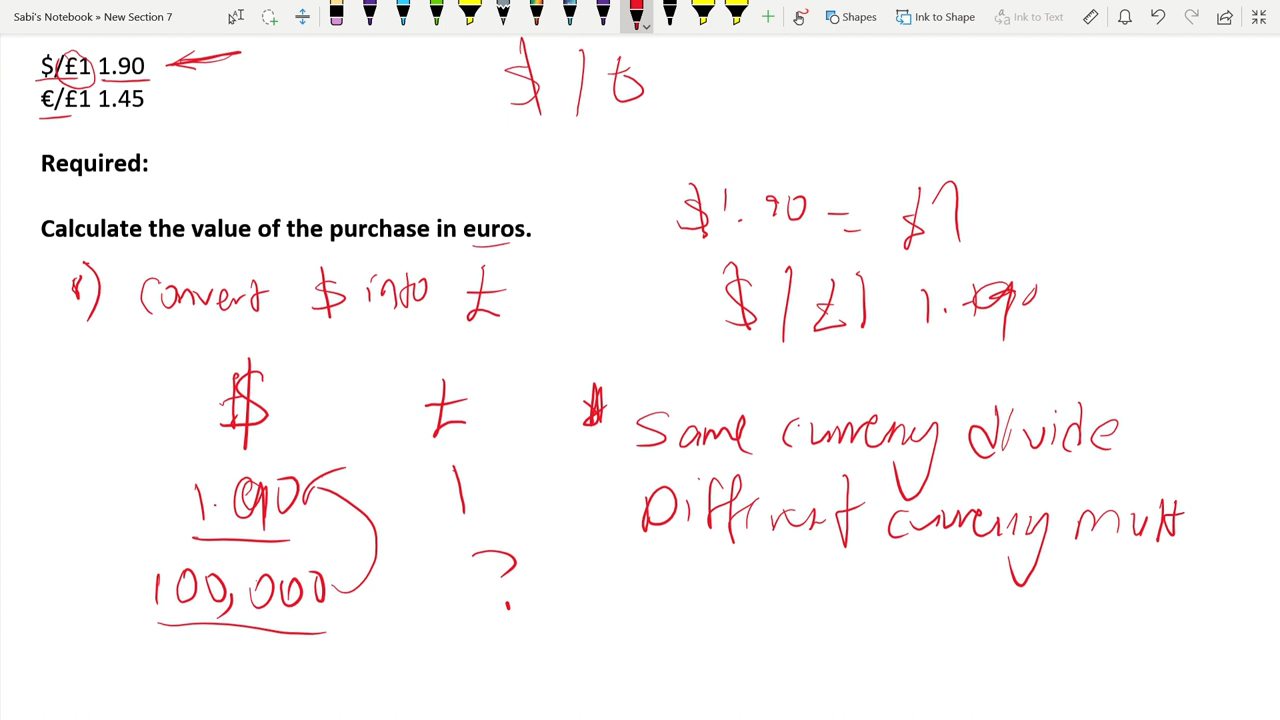 Sabi's Notebook » New Section 7
Shapes
Ink to Shape
Ink to Text
$/£1 1.90
€/£1 1.45
$/
Required:
$1.90 =
Calculate the value of the purchase in euros.
1) convert $ into £
$/£1 1.90
$ £
1.90 1
100,000 ?
* Same currency divide
Different currency mult